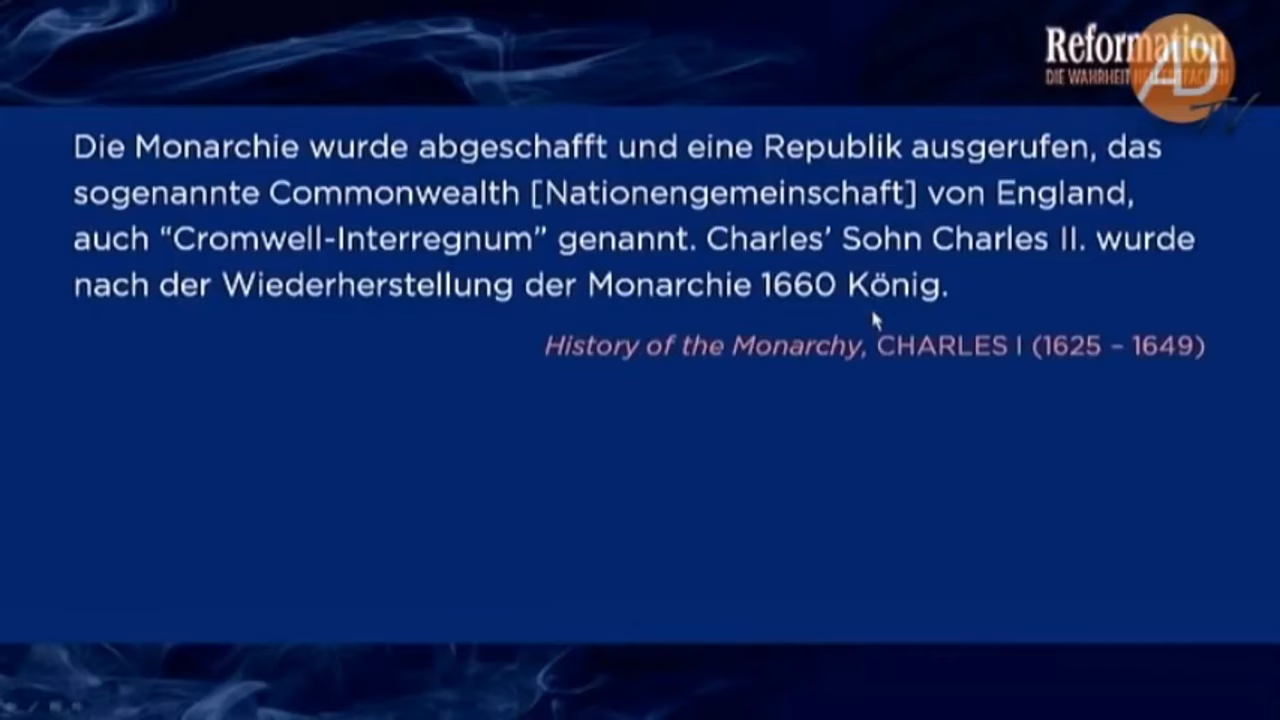 Reformation
DIE WAHRHEIT
AD
TV
Die Monarchie wurde abgeschafft und eine Republik ausgerufen, das
sogenannte Commonwealth [Nationengemeinschaft] von England,
auch “Cromwell-Interregnum” genannt. Charles’ Sohn Charles II. wurde
nach der Wiederherstellung der Monarchie 1660 König.
History of the Monarchy, CHARLES I (1625 – 1649)